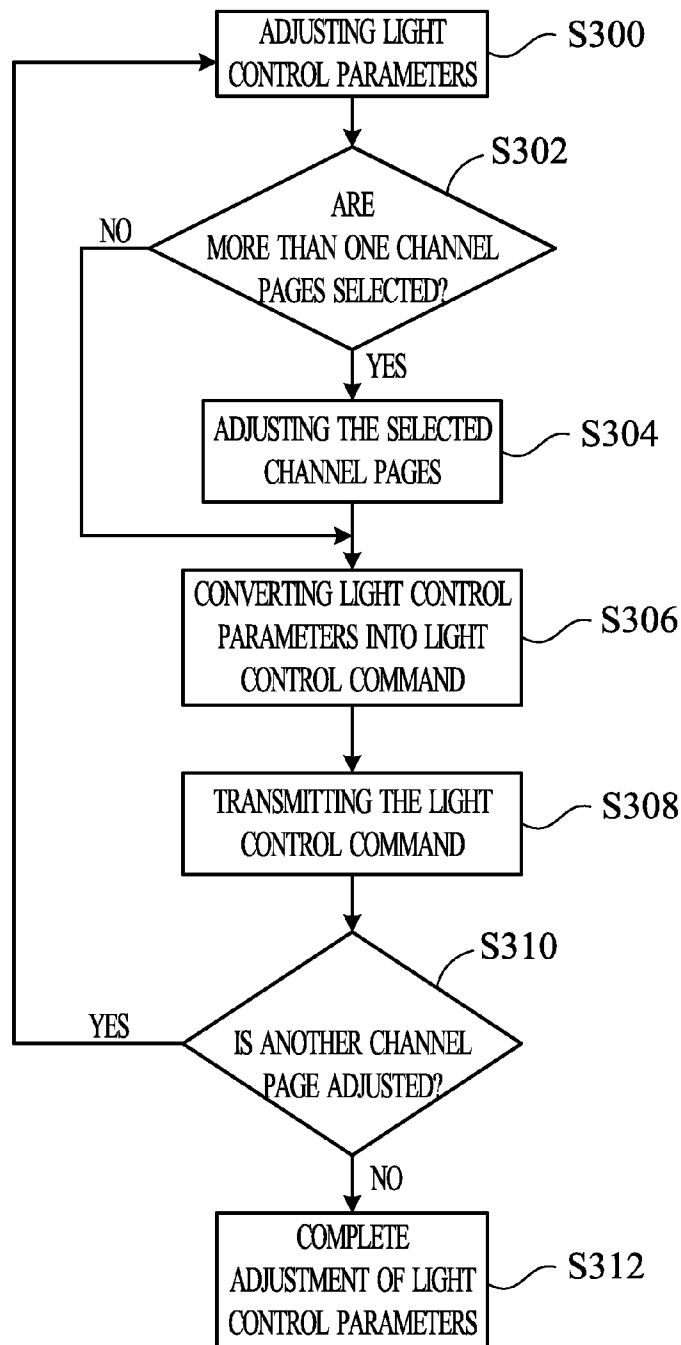 ADJUSTING LIGHT
CONTROL PARAMETERS
S300
S302
ARE
MORE THAN ONE CHANNEL
PAGES SELECTED?
NO
YES
ADJUSTING THE SELECTED
CHANNEL PAGES
S304
CONVERTING LIGHT CONTROL
PARAMETERS INTO LIGHT
CONTROL COMMAND
S306
TRANSMITTING THE LIGHT
CONTROL COMMAND
S308
S310
YES
IS ANOTHER CHANNEL
PAGE ADJUSTED?
NO
COMPLETE
ADJUSTMENT OF LIGHT
CONTROL PARAMETERS
S312